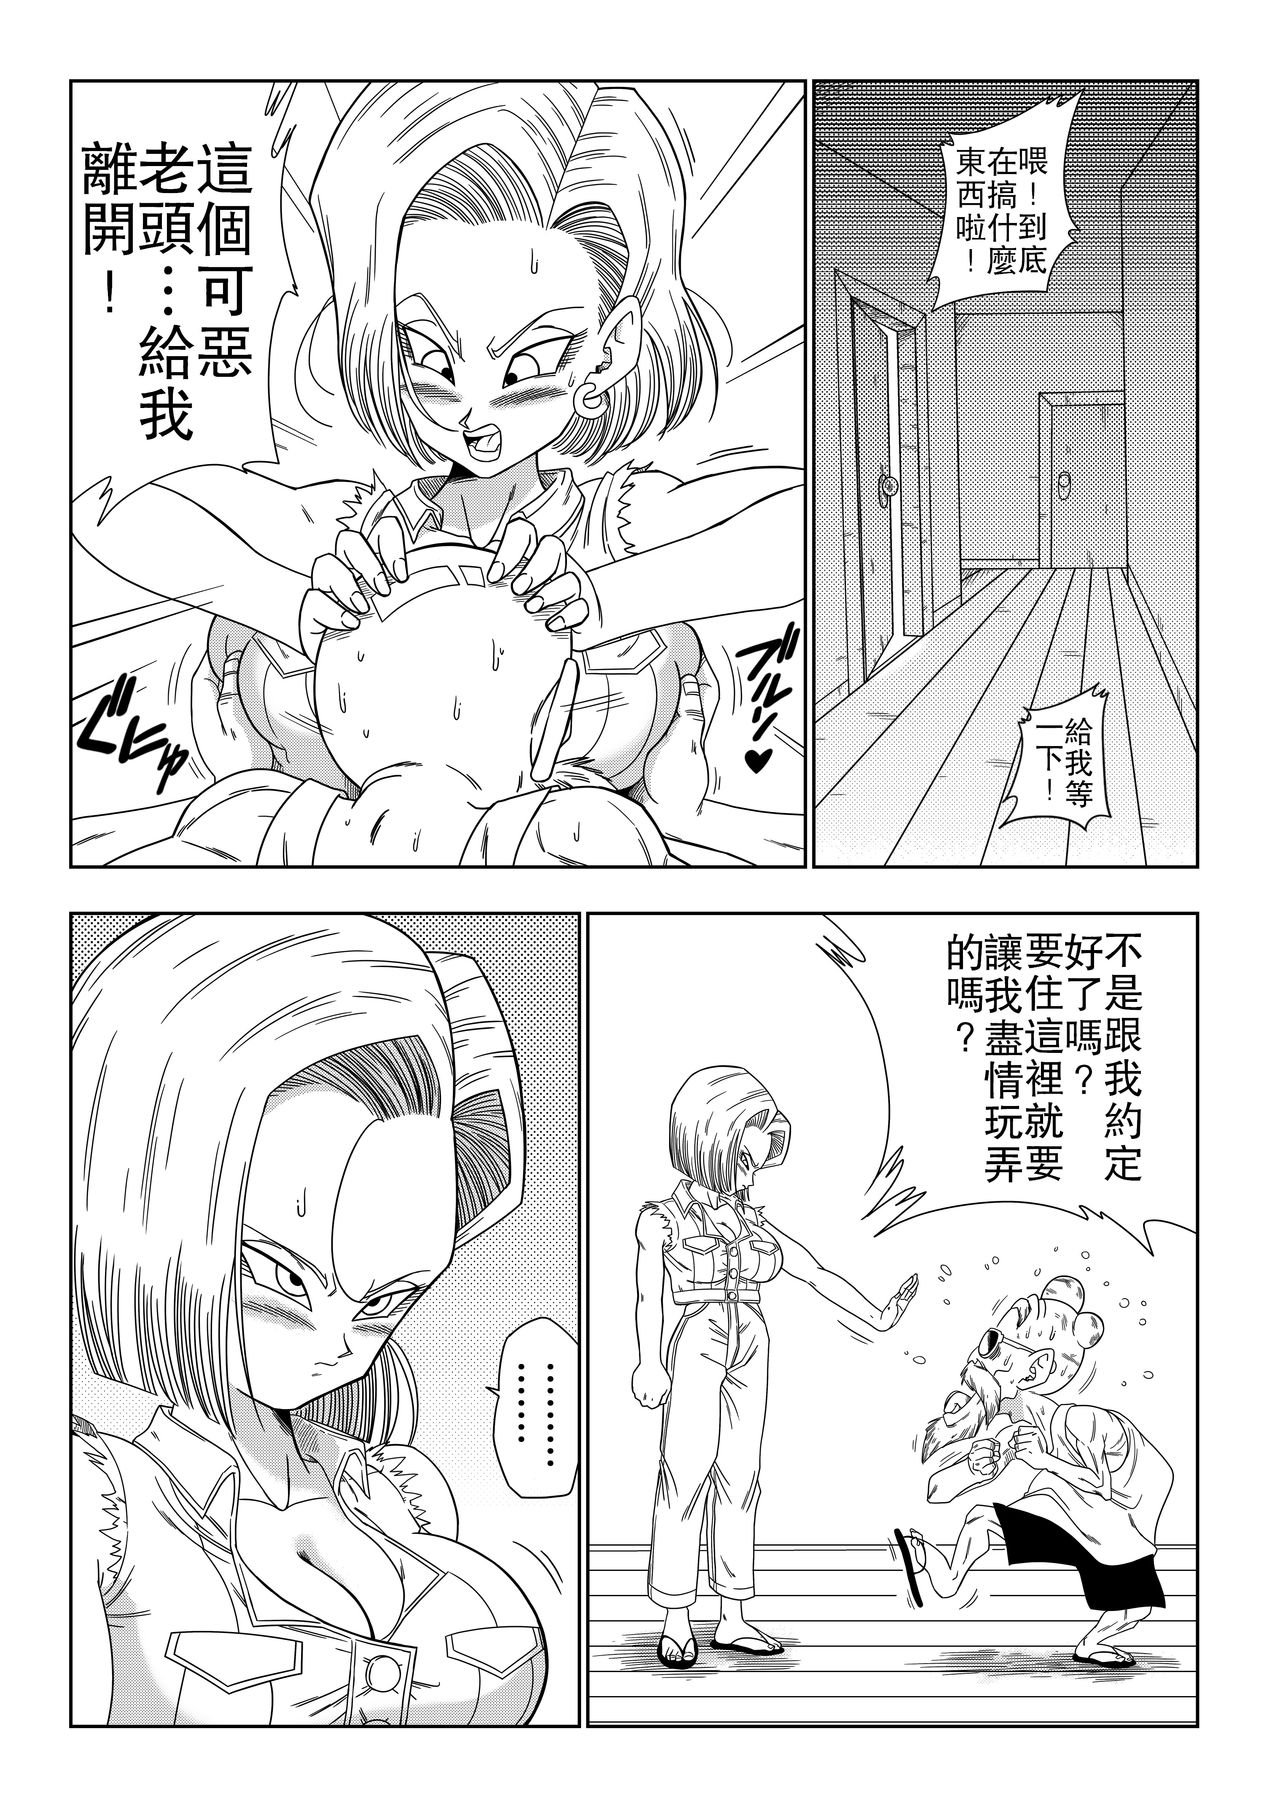 喂！到底
在搞什麼
東西啦！
給我等
一下！
這個可惡
老頭…給我
離開！
ブルンッ♥
ぐにゅ
不是跟我約定
好了嗎？
要住這裡就要
讓我盡情玩弄
的嗎？
………